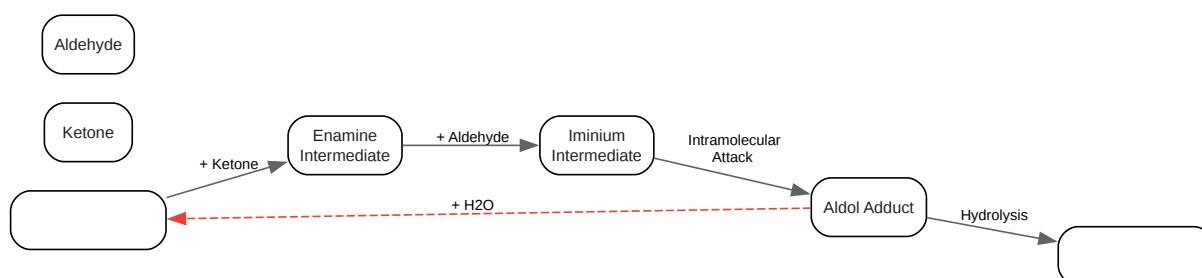 Aldehyde
Ketone
+ Ketone
Enamine
Intermediate
+ Aldehyde
Iminium
Intermediate
Intramolecular
Attack
+ H2O
Aldol Adduct
Hydrolysis